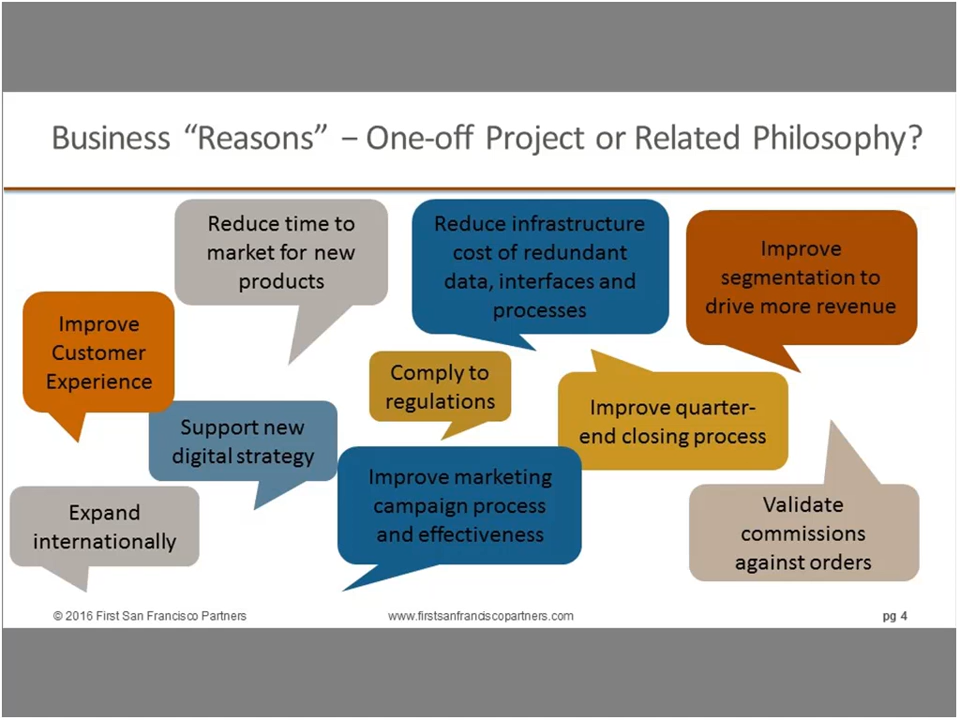 Business “Reasons” – One-off Project or Related Philosophy?
Reduce time to
market for new
products
Reduce infrastructure
cost of redundant
data, interfaces and
processes
Improve
segmentation to
drive more revenue
Improve
Customer
Experience
Comply to
regulations
Improve quarter-
end closing process
Support new
digital strategy
Improve marketing
campaign process
and effectiveness
Expand
internationally
Validate
commissions
against orders
© 2016 First San Francisco Partners
www.firstsanfranciscopartners.com
pg 4